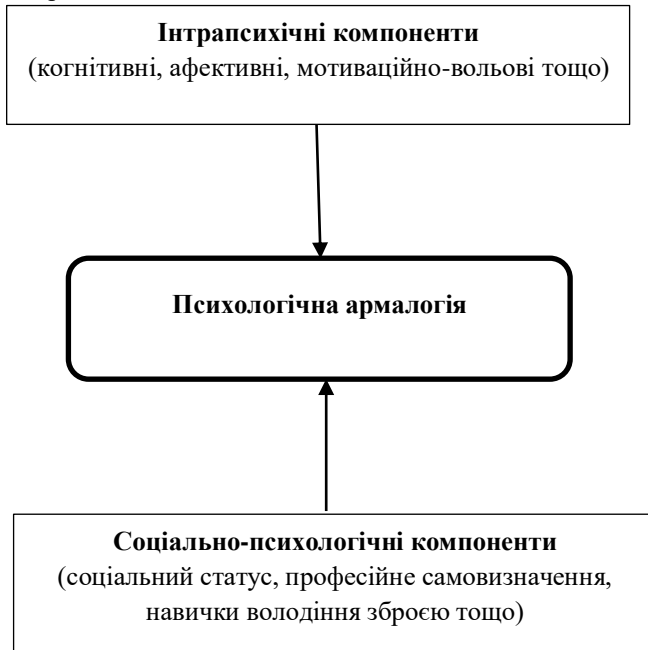 Інтрапсихічні компоненти
(когнітивні, афективні, мотиваційно-вольові тощо)
Психологічна армалогія
Соціально-психологічні компоненти
(соціальний статус, професійне самовизначення,
навички володіння зброєю тощо)